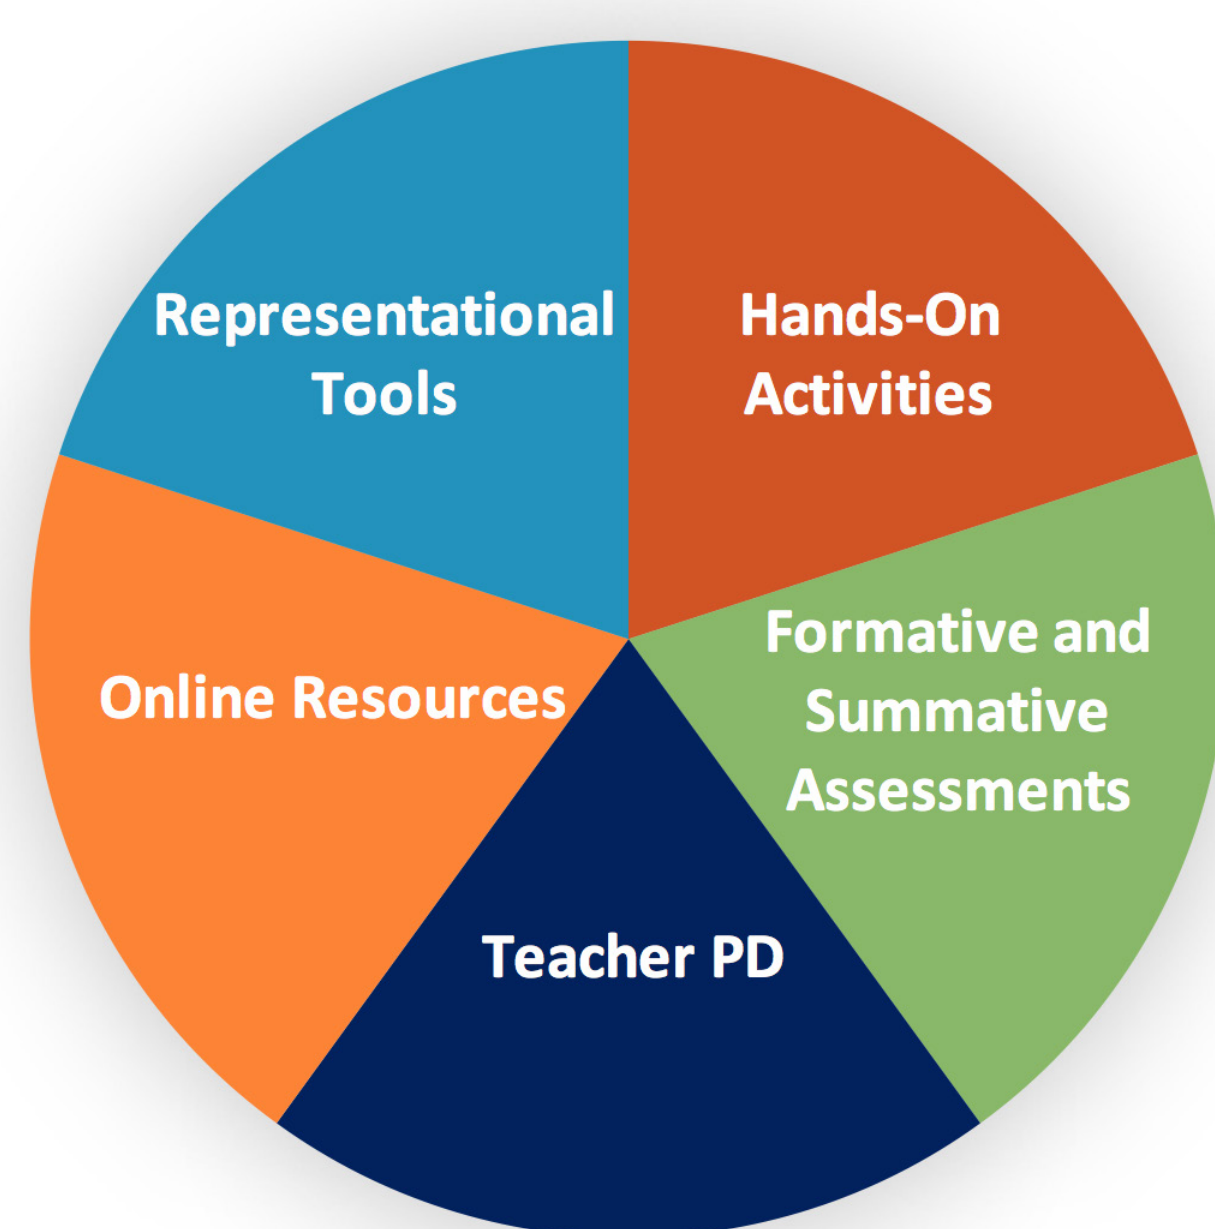 Representational
Tools
Hands-On
Activities
Formative and
Summative
Assessments
Teacher PD
Online Resources